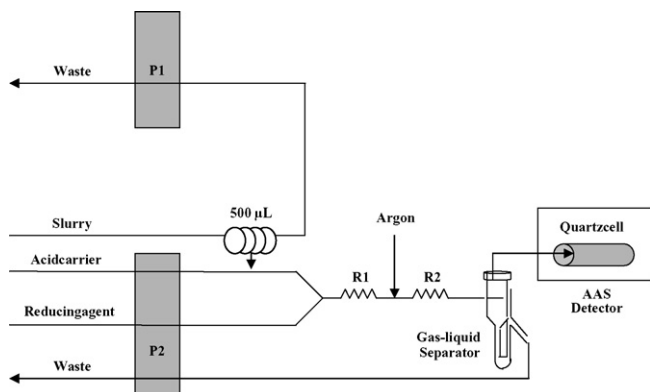 P1
Waste
500 µL
Slurry
Argon
Quartzcell
Acidcarrier
R1
R2
AAS
Detector
Reducingagent
P2
Gas-liquid
Separator
Waste